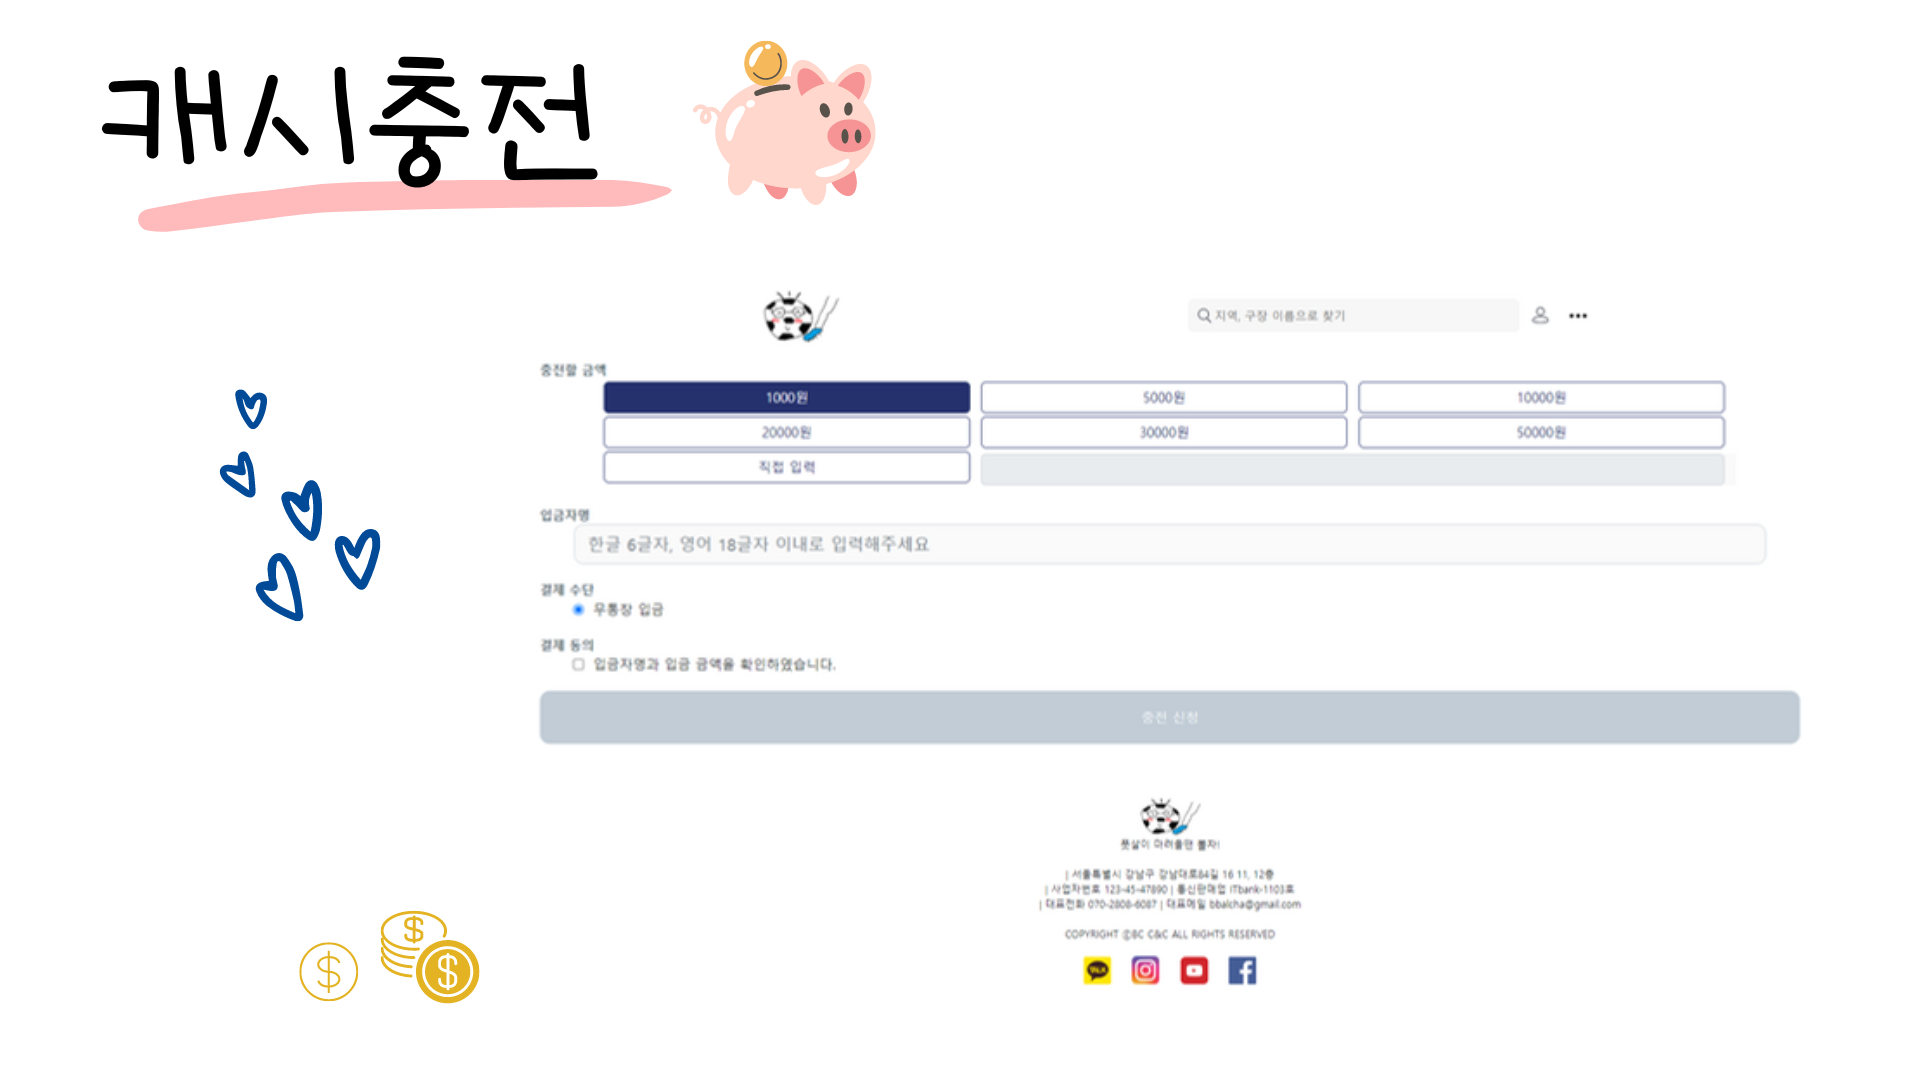 캐시충전
지역, 구장 이름으로 찾기
충전할 금액
1000원 5000원 10000원
20000원 30000원 50000원
직접 입력
입금자명
한글 6글자, 영어 18글자 이내로 입력해주세요
결제 수단
무통장 입금
결제 동의
입금자명과 입금 금액을 확인하였습니다.
충전 신청
풋살이 마려울땐 뽈차!
| 서울특별시 강남구 강남대로84길 16 11, 12층
| 사업자번호 123-45-47890 | 통신판매업 ITbank-1103호
| 대표전화 070-2808-6087 | 대표메일 bbalcha@gmail.com
COPYRIGHT ⓒBC C&C ALL RIGHTS RESERVED
TALK